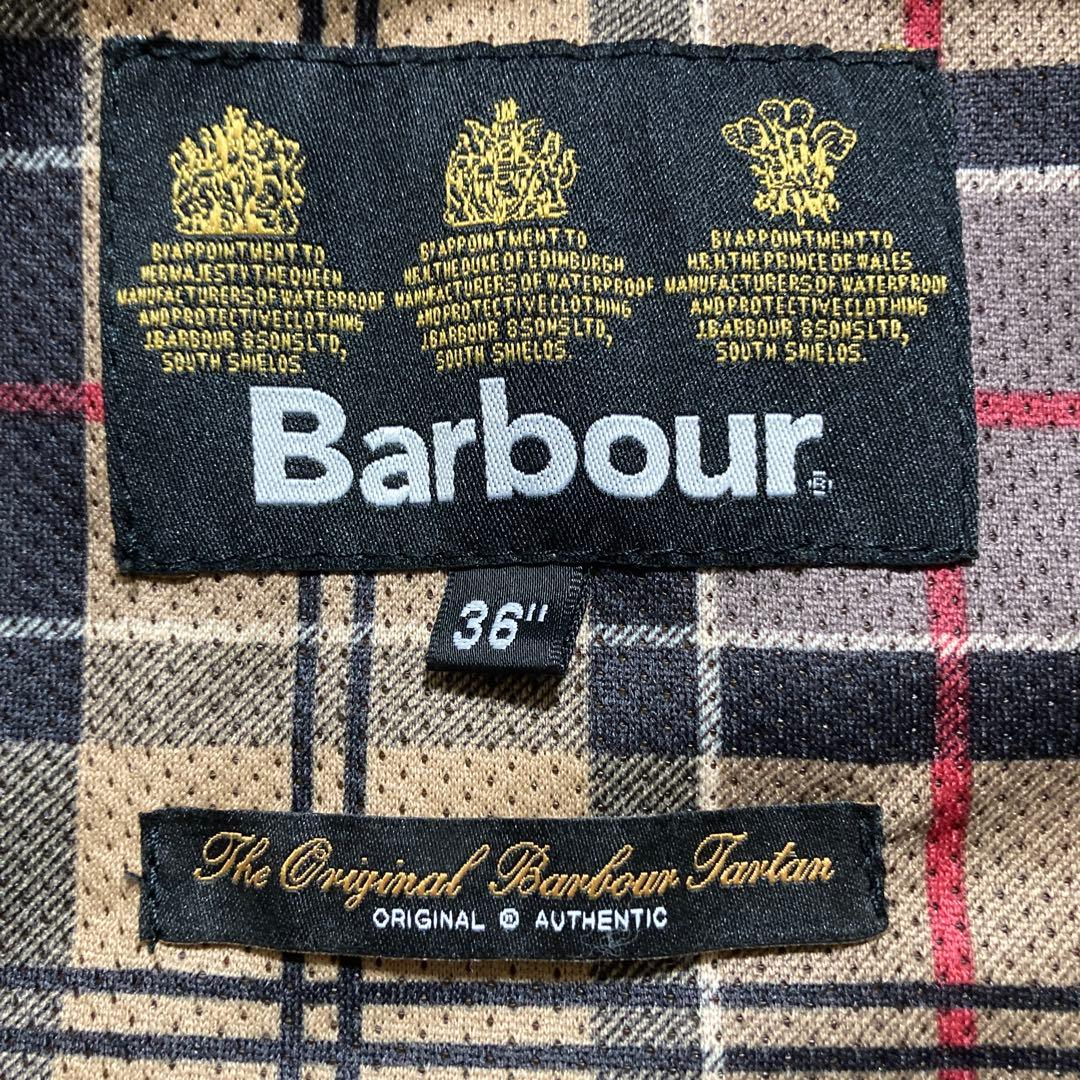 BY APPOINTMENT TO
HER MAJESTY THE QUEEN
MANUFACTURERS OF WATERPROOF
AND PROTECTIVE CLOTHING
J.BARBOUR & SONS LTD,
SOUTH SHIELDS.
BY APPOINTMENT TO
H.R.H. THE DUKE OF EDINBURGH
MANUFACTURERS OF WATERPROOF
AND PROTECTIVE CLOTHING
J.BARBOUR & SONS LTD,
SOUTH SHIELDS.
BY APPOINTMENT TO
H.R.H. THE PRINCE OF WALES
MANUFACTURERS OF WATERPROOF
AND PROTECTIVE CLOTHING
J.BARBOUR & SONS LTD,
SOUTH SHIELDS.
Barbour®
36"
The Original Barbour Tartan
ORIGINAL ® AUTHENTIC